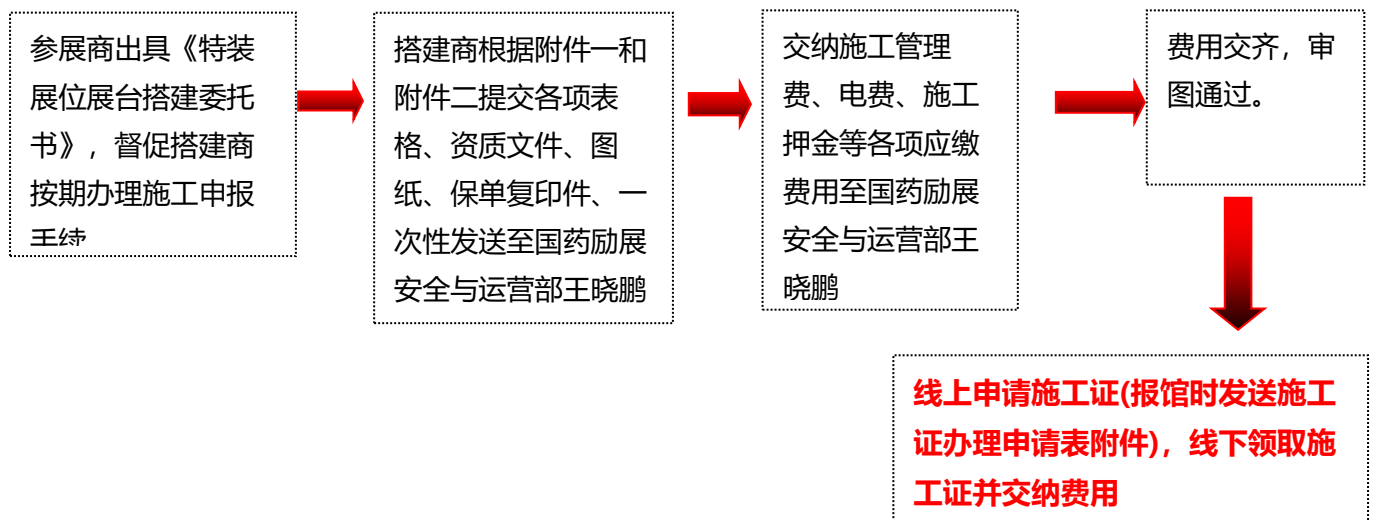 参展商出具《特装
展位展台搭建委托
书》，督促搭建商
按期办理施工申报
手续
搭建商根据附件一和
附件二提交各项表
格、资质文件、图
纸、保单复印件、一
次性发送至国药励展
安全与运营部王晓鹏
交纳施工管理
费、电费、施工
押金等各项应缴
费用至国药励展
安全与运营部王
晓鹏
费用交齐，审
图通过。
线上申请施工证(报馆时发送施工
证办理申请表附件)，线下领取施
工证并交纳费用